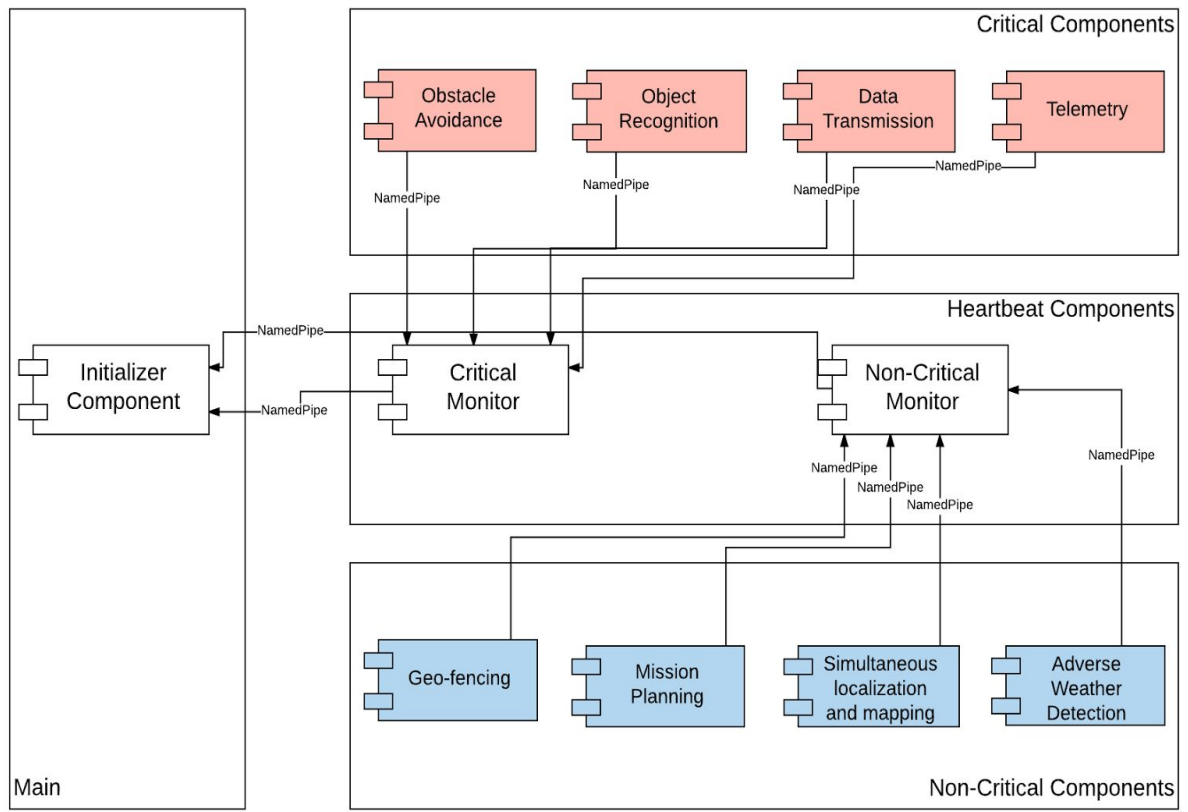 Critical Components
Obstacle
Avoidance
Object
Recognition
Data
Transmission
Telemetry
NamedPipe
NamedPipe
NamedPipe
NamedPipe
Heartbeat Components
NamedPipe
Initializer
Component
NamedPipe
Critical
Monitor
Non-Critical
Monitor
NamedPipe
NamedPipe
NamedPipe
NamedPipe
Geo-fencing
Mission
Planning
Simultaneous
localization
and mapping
Adverse
Weather
Detection
Main
Non-Critical Components